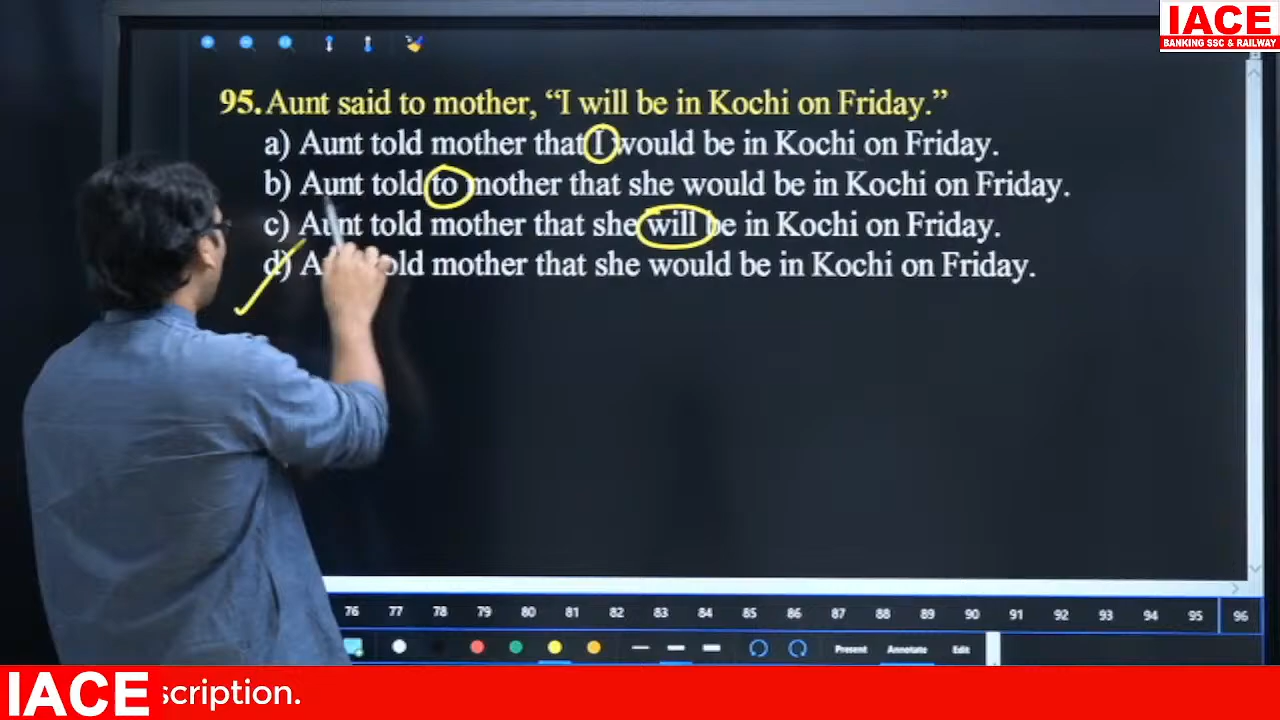 IACE
BANKING SSC & RAILWAY
95. Aunt said to mother, “I will be in Kochi on Friday.”
a) Aunt told mother that I would be in Kochi on Friday.
b) Aunt told to mother that she would be in Kochi on Friday.
c) Aunt told mother that she will be in Kochi on Friday.
d) told mother that she would be in Kochi on Friday.
76 77 78 79 80 81 82 83 84 85 86 87 88 89 90 91 92 93 94 95 96
Present Annotate Edit
IACE scription.